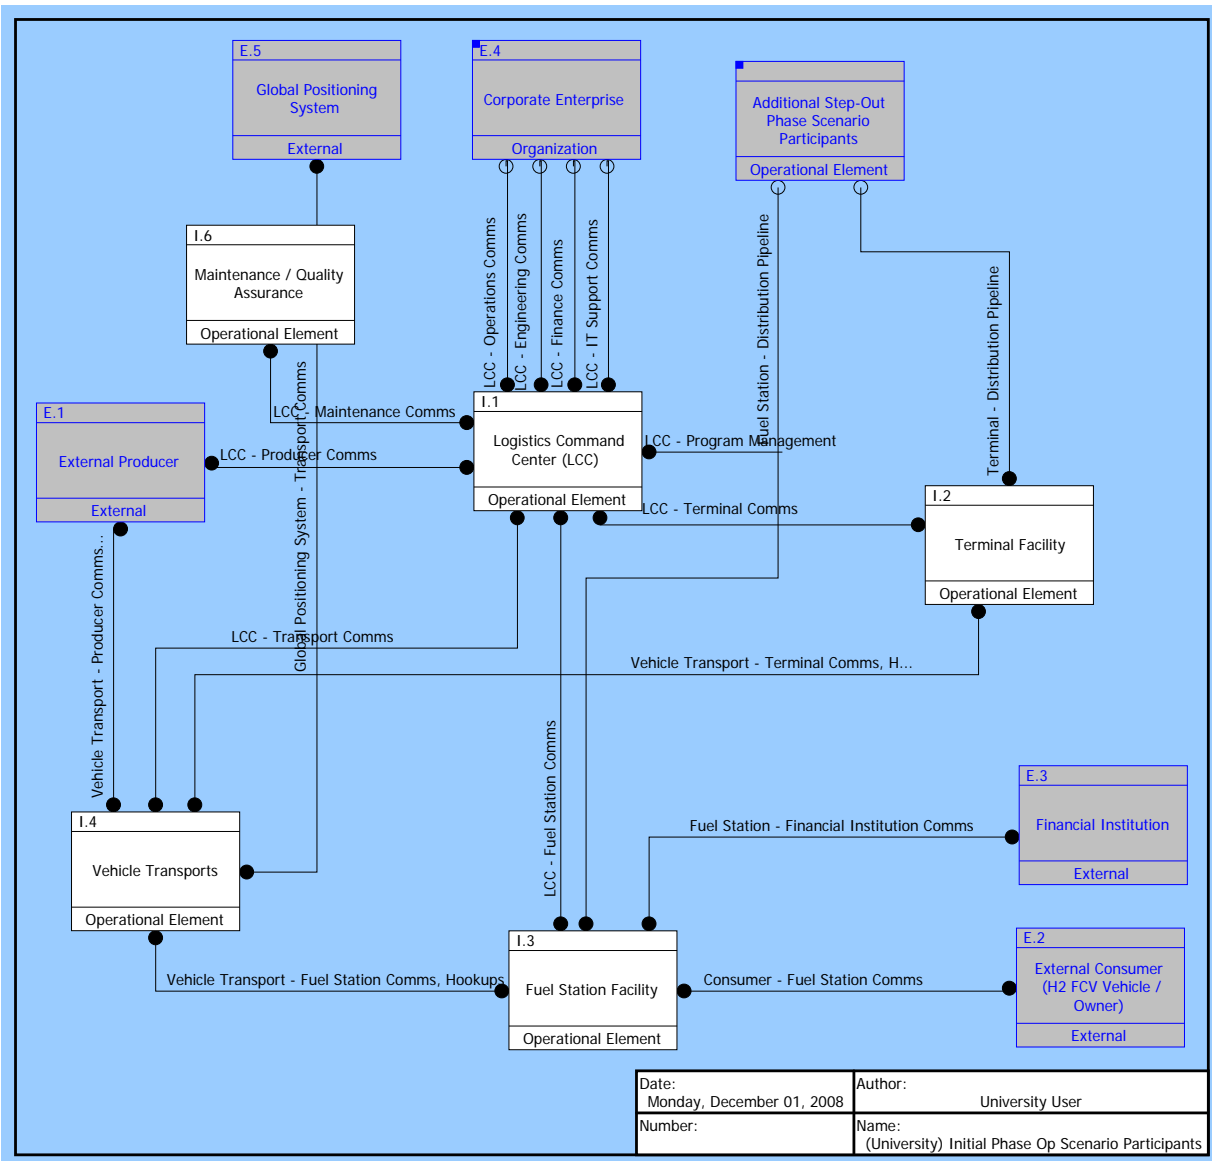 E.5
Global Positioning
System
External
E.4
Corporate Enterprise
Organization
Additional Step-Out
Phase Scenario
Participants
Operational Element
I.6
Maintenance / Quality
Assurance
Operational Element
LCC - Operations Comms
LCC - Engineering Comms
LCC - Finance Comms
LCC - IT Support Comms
Fuel Station - Distribution Pipeline
Terminal - Distribution Pipeline
E.1
External Producer
External
LCC - Maintenance Comms
LCC - Producer Comms
Global Positioning System - Transport Comms
I.1
Logistics Command
Center (LCC)
Operational Element
LCC - Program Management
LCC - Terminal Comms
I.2
Terminal Facility
Operational Element
Vehicle Transport - Producer Comms...
LCC - Transport Comms
Vehicle Transport - Terminal Comms, H...
LCC - Fuel Station Comms
I.4
Vehicle Transports
Operational Element
Fuel Station - Financial Institution Comms
E.3
Financial Institution
External
Vehicle Transport - Fuel Station Comms, Hookups
I.3
Fuel Station Facility
Operational Element
Consumer - Fuel Station Comms
E.2
External Consumer
(H2 FCV Vehicle /
Owner)
External
Date:
Monday, December 01, 2008
Author:
University User
Number:
Name:
(University) Initial Phase Op Scenario Participants